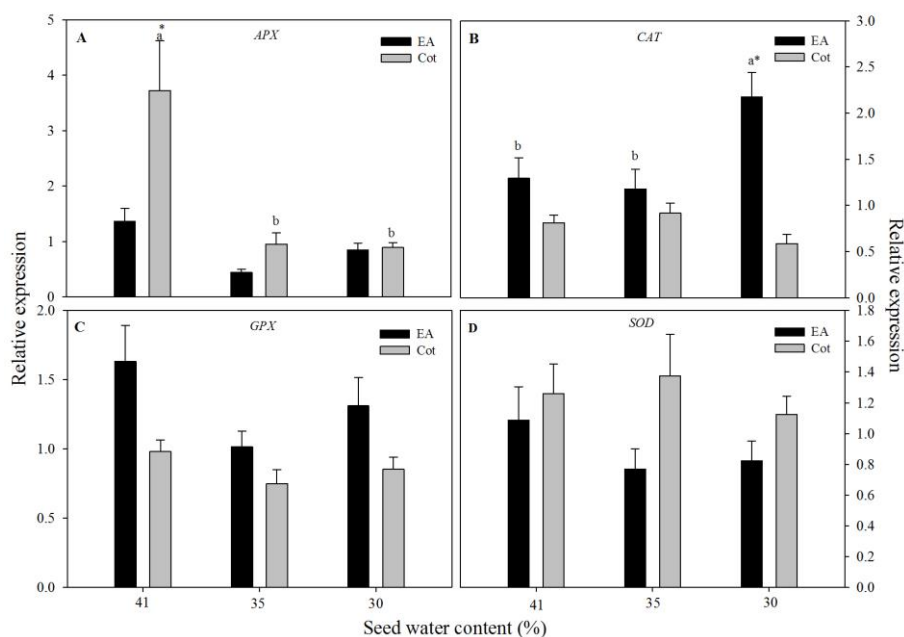 A
APX
*
a
b
b
EA
Cot
5
4
3
2
1
0
B
CAT
b
b
a*
EA
Cot
3.0
2.5
2.0
1.5
1.0
0.5
0.0
C
GPX
EA
Cot
2.0
1.5
1.0
0.5
0.0
41
35
30
D
SOD
EA
Cot
1.8
1.6
1.4
1.2
1.0
0.8
0.6
0.4
0.2
0.0
41
35
30
Relative expression
Relative expression
Seed water content (%)